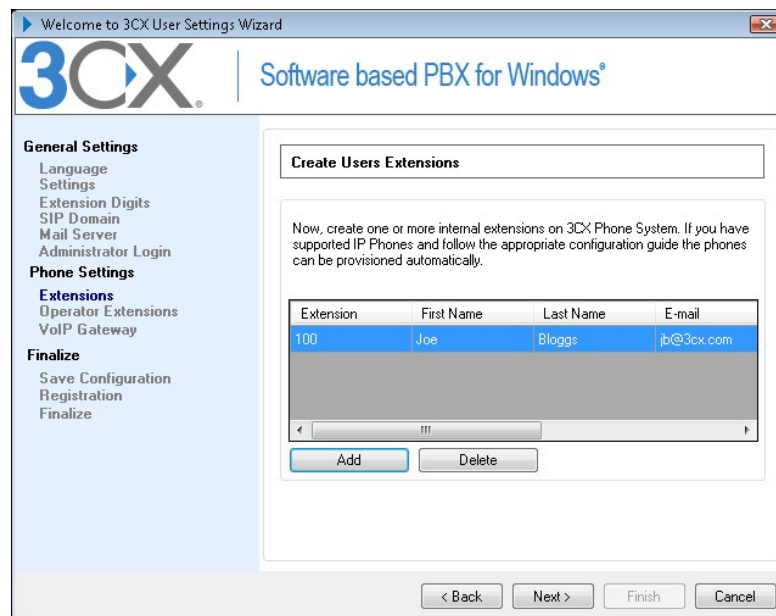 Welcome to 3CX User Settings Wizard
3CX®
Software based PBX for Windows®
General Settings
Language
Settings
Extension Digits
SIP Domain
Mail Server
Administrator Login
Phone Settings
Extensions
Operator Extensions
VoIP Gateway
Finalize
Save Configuration
Registration
Finalize
Create Users Extensions
Now, create one or more internal extensions on 3CX Phone System. If you have
supported IP Phones and follow the appropriate configuration guide the phones
can be provisioned automatically.
Extension First Name Last Name E-mail
100 Joe Bloggs jb@3cx.com
Add Delete
< Back Next > Finish Cancel